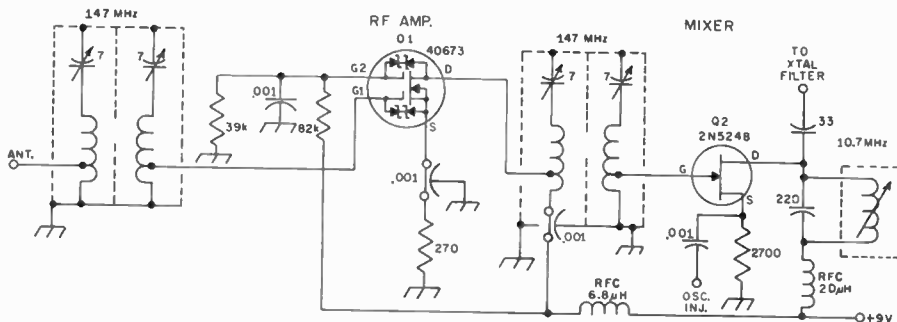 147 MHz
RF AMP.
Q1
40673
MIXER
147 MHz
TO
XTAL
FILTER
7
7
G2
D
G1
S
.001
39k
82k
ANT.
.001
270
7
7
.001
Q2
2N5248
G
D
S
33
10.7MHz
220
.001
2700
OSC.
INJ.
RFC
6.8µH
RFC
20µH
+9V